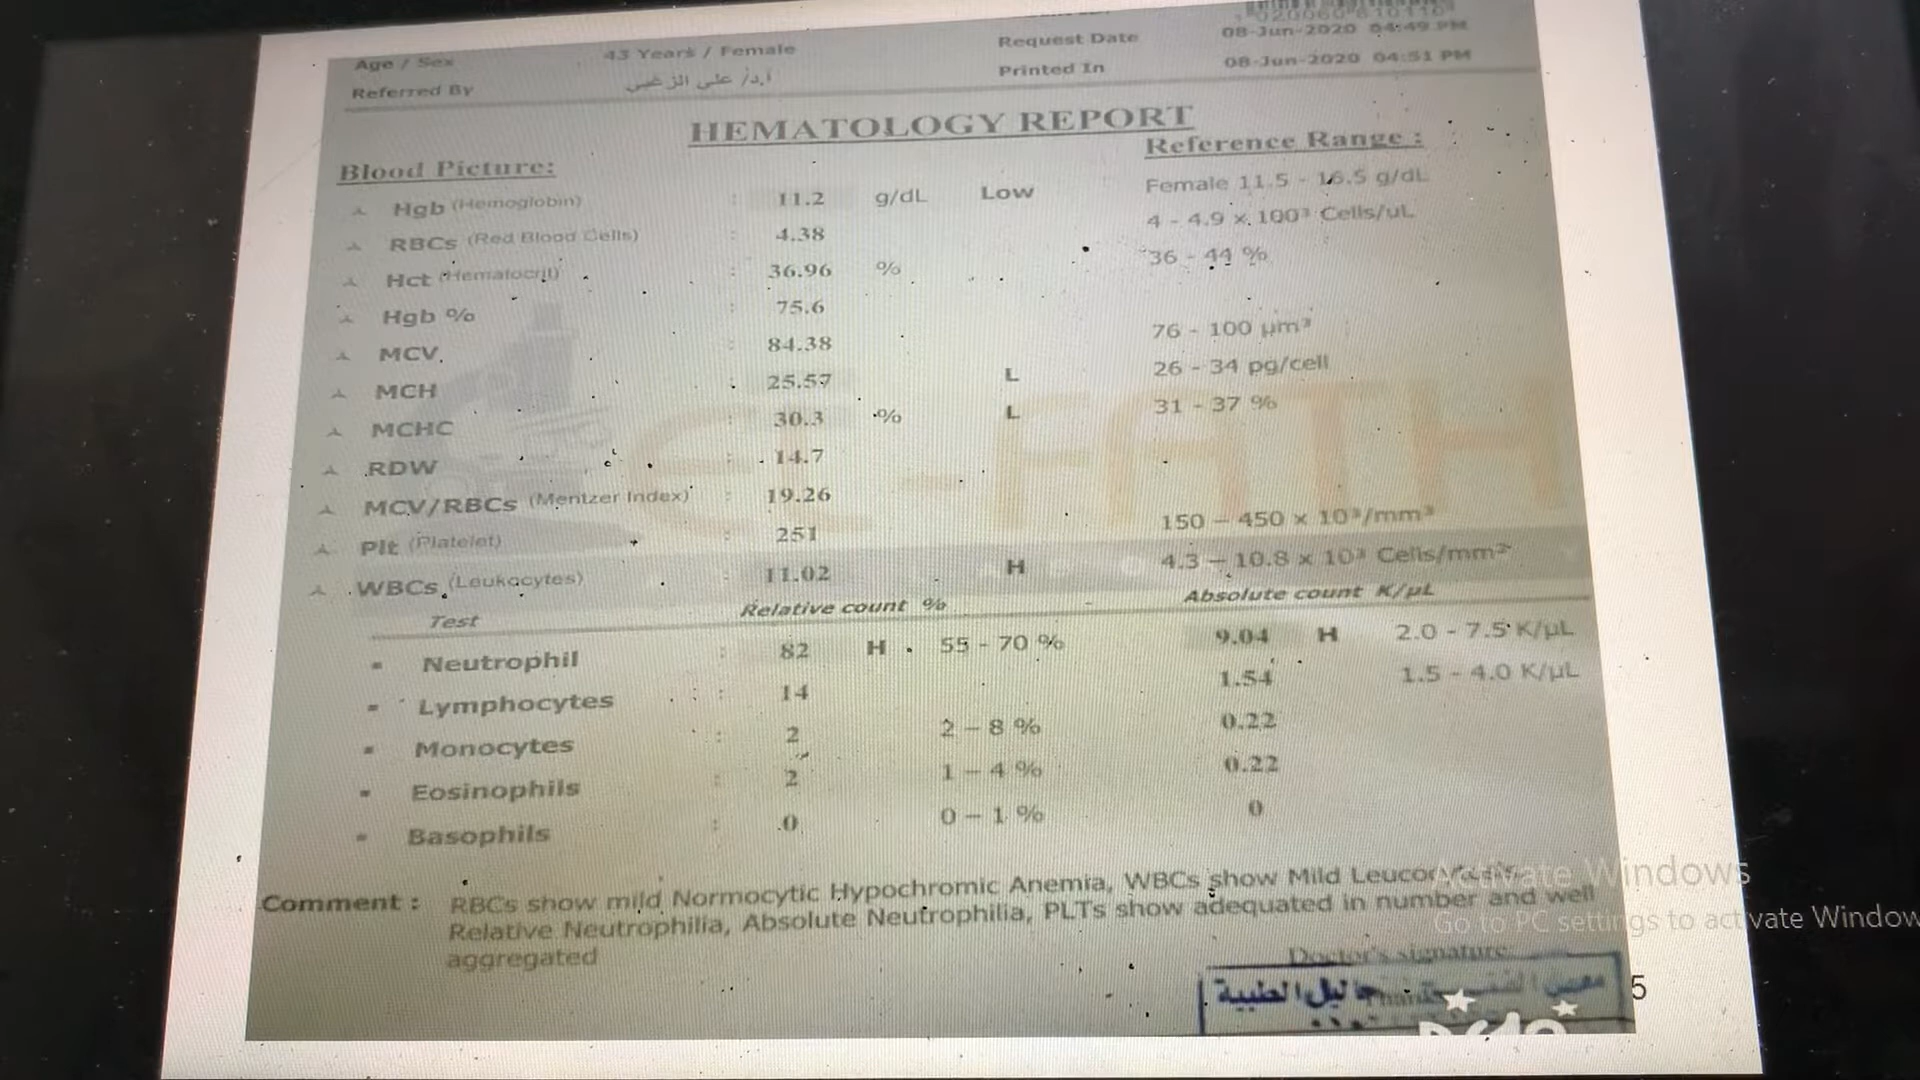 Age / Sex 43 Years / Female Request Date 08-Jun-2020 04:49 PM
Referred By أ.د/ على الزغبى Printed In 08-Jun-2020 04:51 PM
HEMATOLOGY REPORT
Blood Picture: Reference Range :
Hgb (Hemoglobin) : 11.2 g/dL Low Female 11.5 - 16.5 g/dL
RBCs (Red Blood Cells) : 4.38 4 - 4.9 x 100³ Cells/uL
Hct (Hematocrit) : 36.96 % 36 - 44 %
Hgb % : 75.6
MCV : 84.38 76 - 100 µm³
MCH : 25.57 L 26 - 34 pg/cell
MCHC : 30.3 % L 31 - 37 %
RDW : 14.7
MCV/RBCs (Mentzer Index) : 19.26
Plt (Platelet) : 251 150 – 450 x 10³/mm³
WBCs (Leukocytes) : 11.02 H 4.3 – 10.8 x 10³ Cells/mm³
Test Relative count % Absolute count K/µL
Neutrophil : 82 H 55 - 70 % 9.04 H 2.0 - 7.5 K/µL
Lymphocytes : 14 1.54 1.5 - 4.0 K/µL
Monocytes : 2 2 – 8 % 0.22
Eosinophils : 2 1 – 4 % 0.22
Basophils : 0 0 – 1 % 0
EL-FATH
Comment : RBCs show mild Normocytic Hypochromic Anemia, WBCs show Mild
Relative Neutrophilia, Absolute Neutrophilia, PLTs show adequated in number and well
aggregated
Activate Windows
Go to PC settings to activate Window
Doctor's signature
الطبية
5